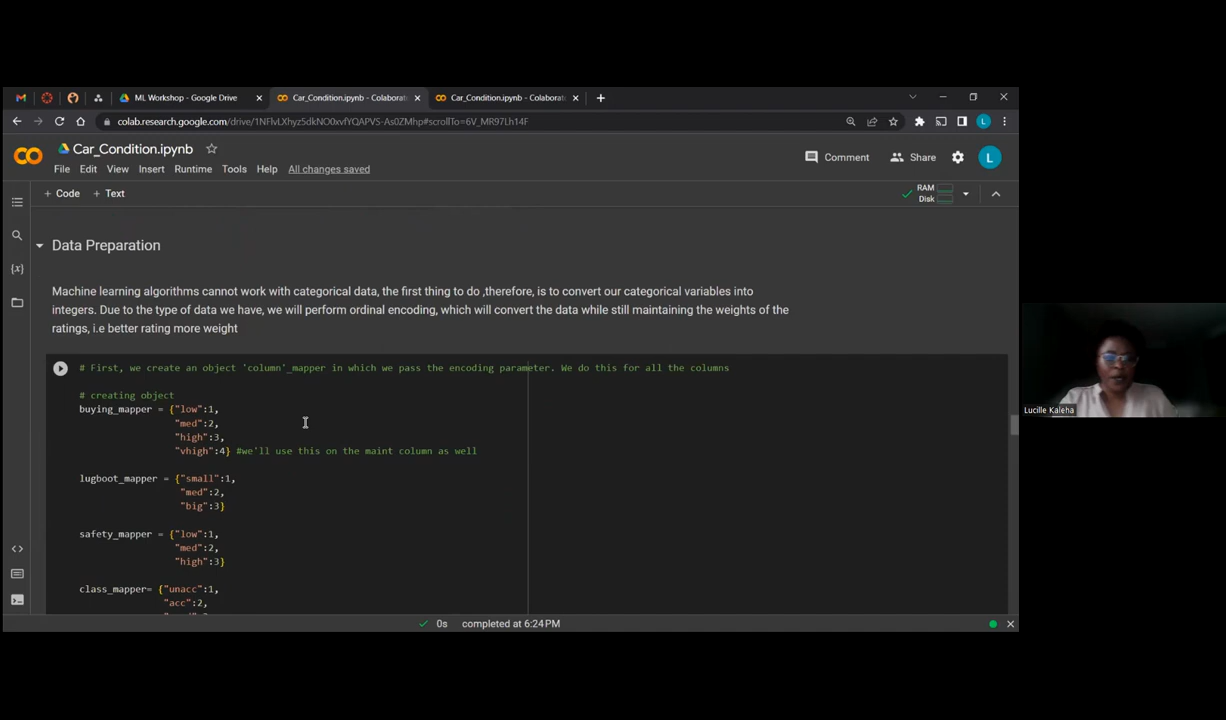 ML Workshop - Google Drive
Car_Condition.ipynb - Colaborat
Car_Condition.ipynb - Colaborat
colab.research.google.com/drive/1NFlvLXhyz5dkNO0xvfYQAPVS-As0ZMhp#scrollTo=6V_MR97Lh14F
L
Car_Condition.ipynb
Comment
Share
L
File Edit View Insert Runtime Tools Help All changes saved
+ Code + Text
RAM
Disk
Data Preparation
Machine learning algorithms cannot work with categorical data, the first thing to do ,therefore, is to convert our categorical variables into
integers. Due to the type of data we have, we will perform ordinal encoding, which will convert the data while still maintaining the weights of the
ratings, i.e better rating more weight
# First, we create an object 'column'_mapper in which we pass the encoding parameter. We do this for all the columns
# creating object
buying_mapper = {"low":1,
"med":2,
"high":3,
"vhigh":4} #we'll use this on the maint column as well
lugboot_mapper = {"small":1,
"med":2,
"big":3}
safety_mapper = {"low":1,
"med":2,
"high":3}
class_mapper= {"unacc":1,
"acc":2,
0s completed at 6:24 PM
Lucille Kaleha